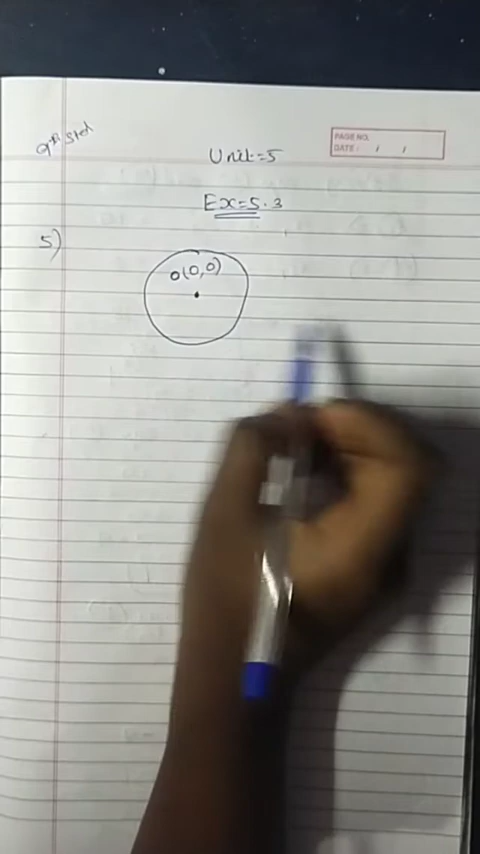 9th Std
PAGE NO.
DATE: / /
Unit=5
Ex=5.3
5)
O(0,0)